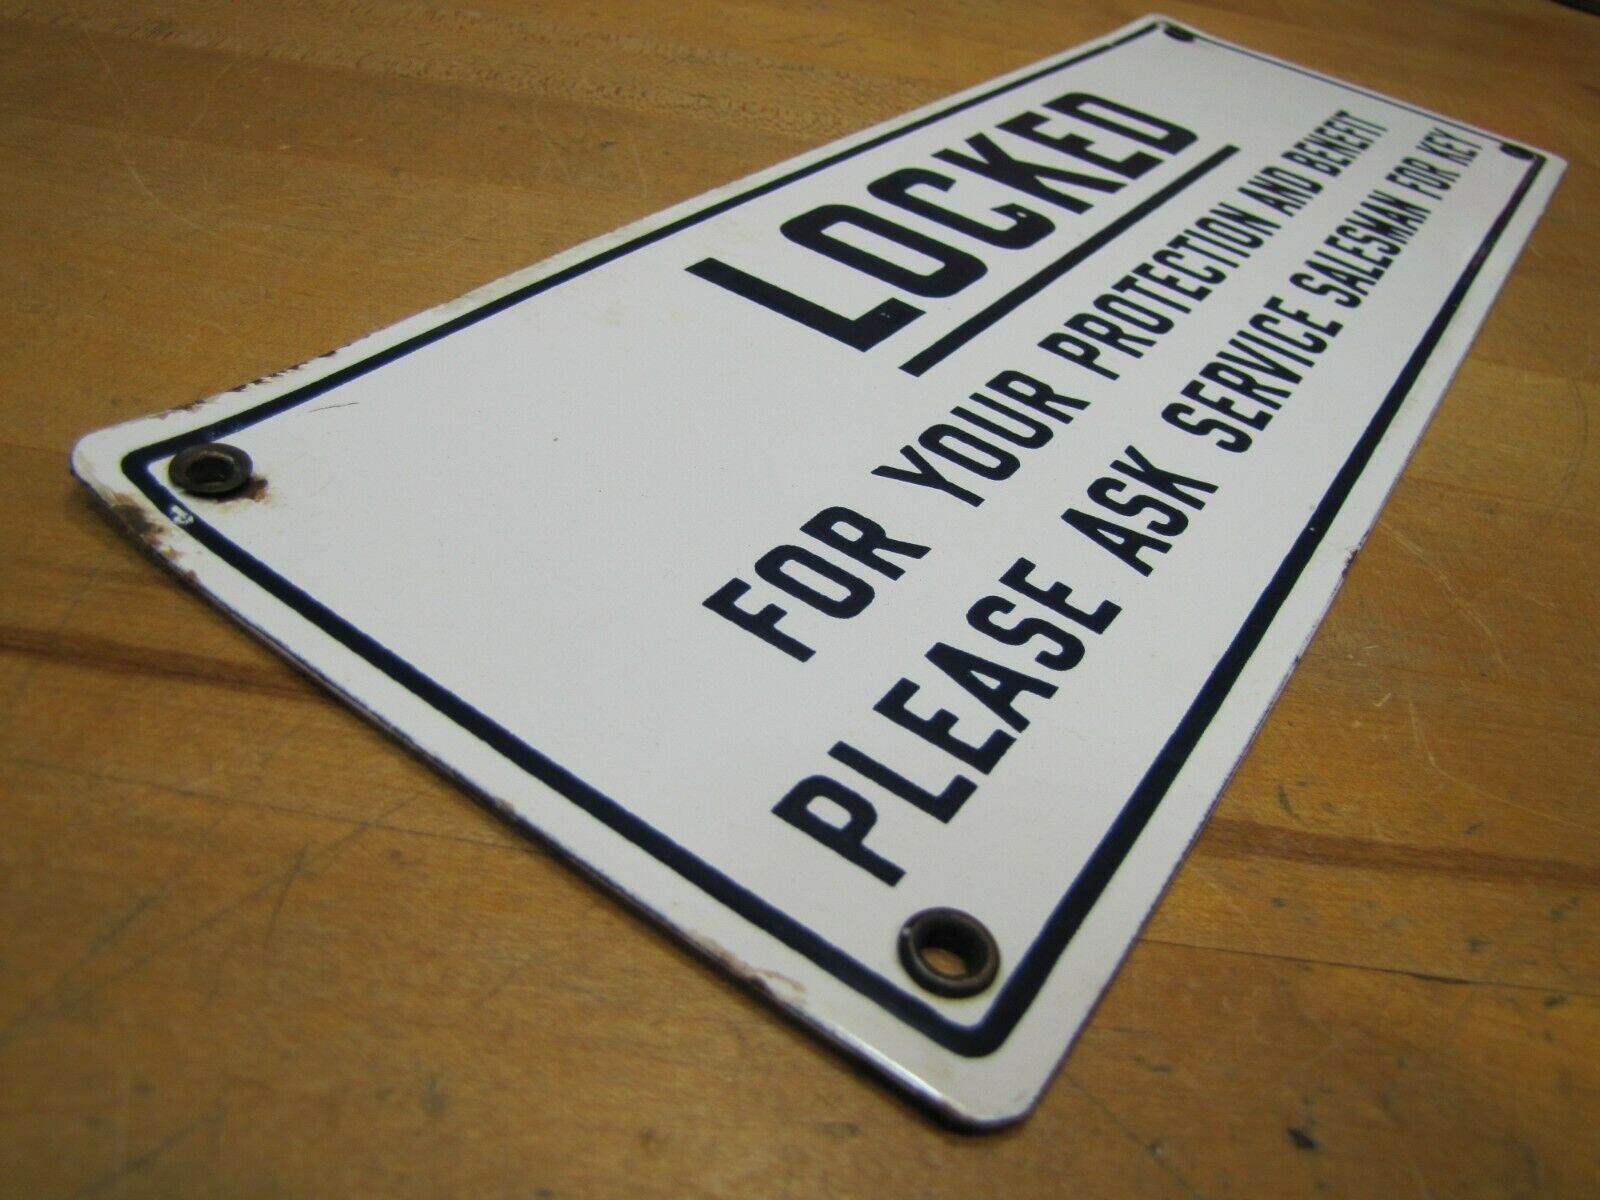 LOCKED
FOR YOUR PROTECTION AND BENEFIT
PLEASE ASK SERVICE SALESMAN FOR KEY